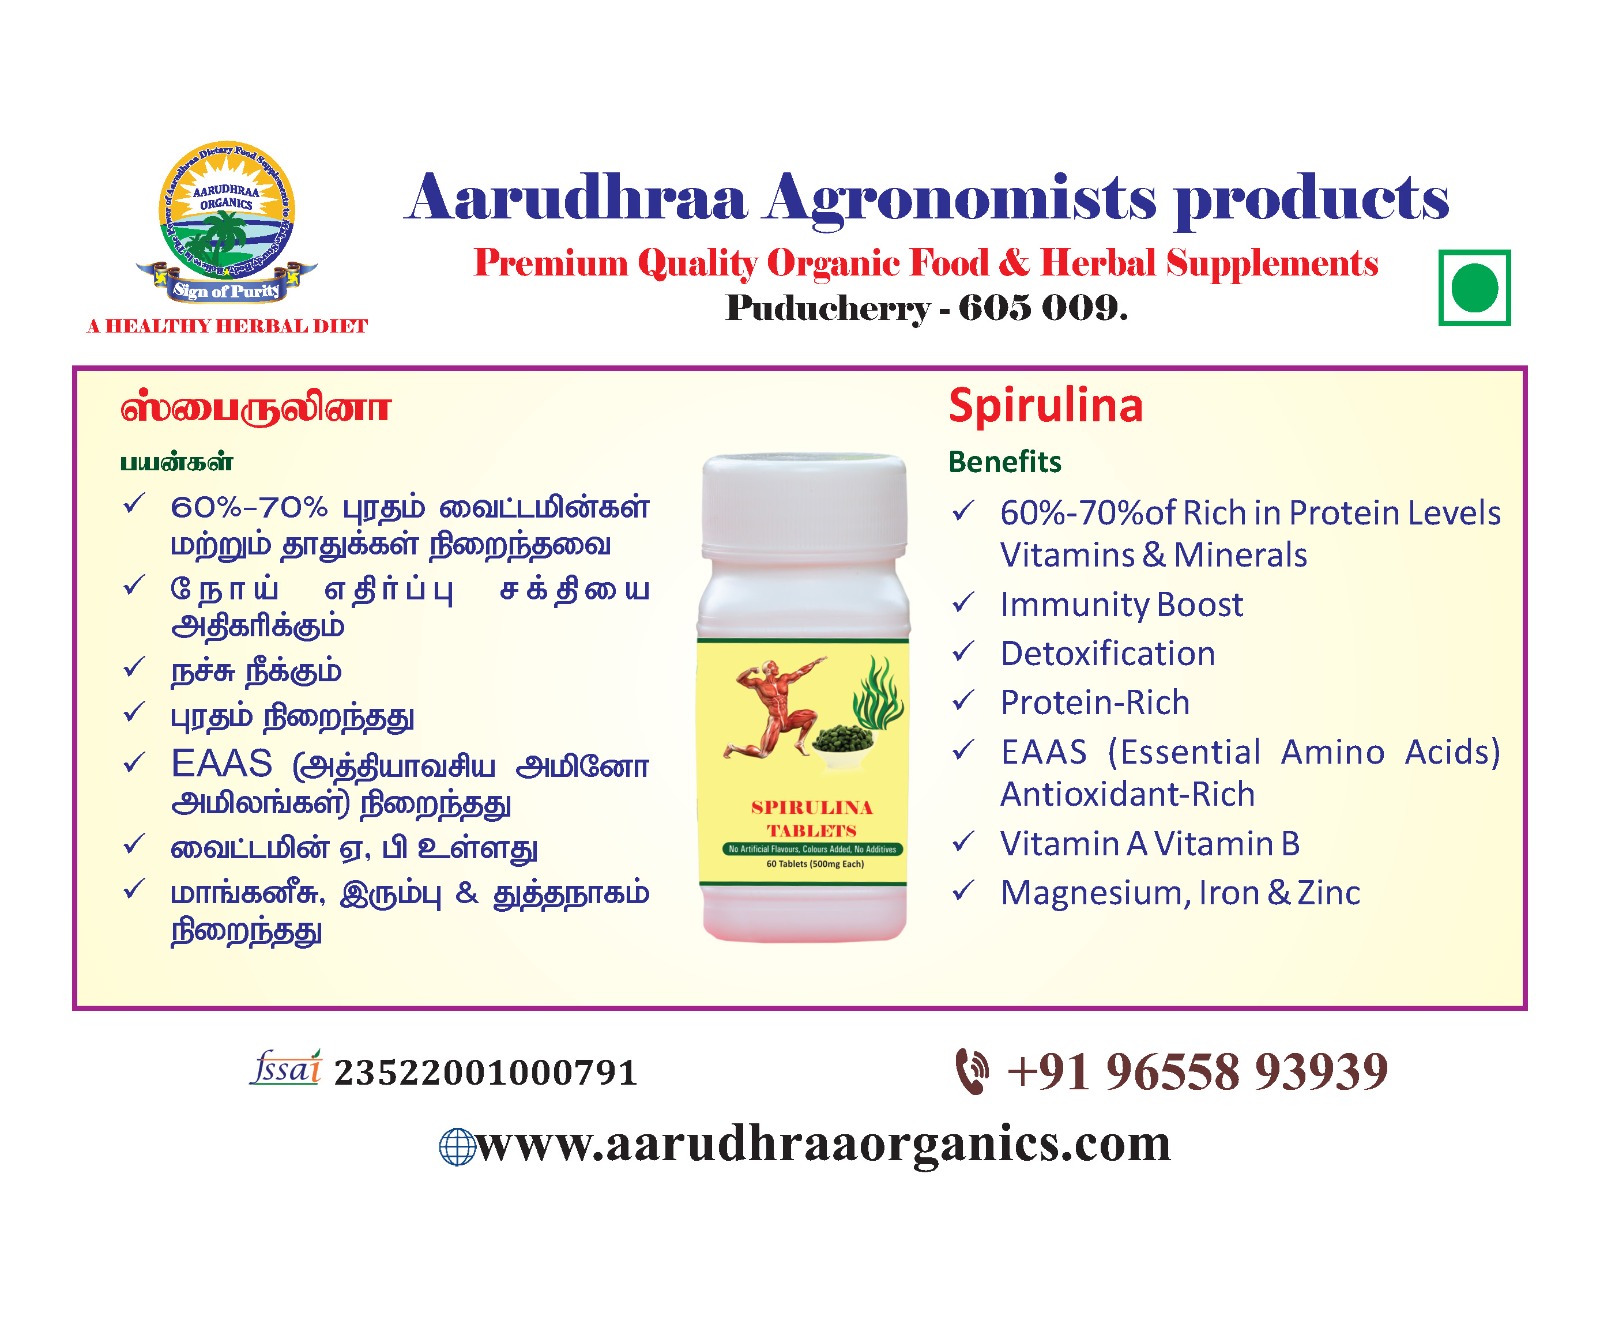 AARUDHRAA
ORGANICS
Sign of Purity
A HEALTHY HERBAL DIET
Aarudhraa Agronomists products
Premium Quality Organic Food & Herbal Supplements
Puducherry - 605 009.
ஸ்பைருலினா
பயன்கள்
✓ 60%-70% புரதம் வைட்டமின்கள்
மற்றும் தாதுக்கள் நிறைந்தவை
✓ நோய் எதிர்ப்பு சக்தியை
அதிகரிக்கும்
✓ நச்சு நீக்கும்
✓ புரதம் நிறைந்தது
✓ EAAS (அத்தியாவசிய அமினோ
அமிலங்கள்) நிறைந்தது
✓ வைட்டமின் ஏ, பி உள்ளது
✓ மாங்கனீசு, இரும்பு & துத்தநாகம்
நிறைந்தது
SPIRULINA
TABLETS
No Artificial Flavours, Colours Added, No Additives
60 Tablets (500mg Each)
Spirulina
Benefits
✓ 60%-70%of Rich in Protein Levels
Vitamins & Minerals
✓ Immunity Boost
✓ Detoxification
✓ Protein-Rich
✓ EAAS (Essential Amino Acids)
Antioxidant-Rich
✓ Vitamin A Vitamin B
✓ Magnesium, Iron & Zinc
fssai 23522001000791
+91 96558 93939
www.aarudhraaorganics.com